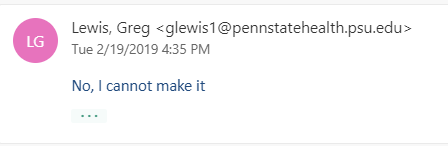 LG
Lewis, Greg <glewis1@pennstatehealth.psu.edu>
Tue 2/19/2019 4:35 PM
No, I cannot make it
...